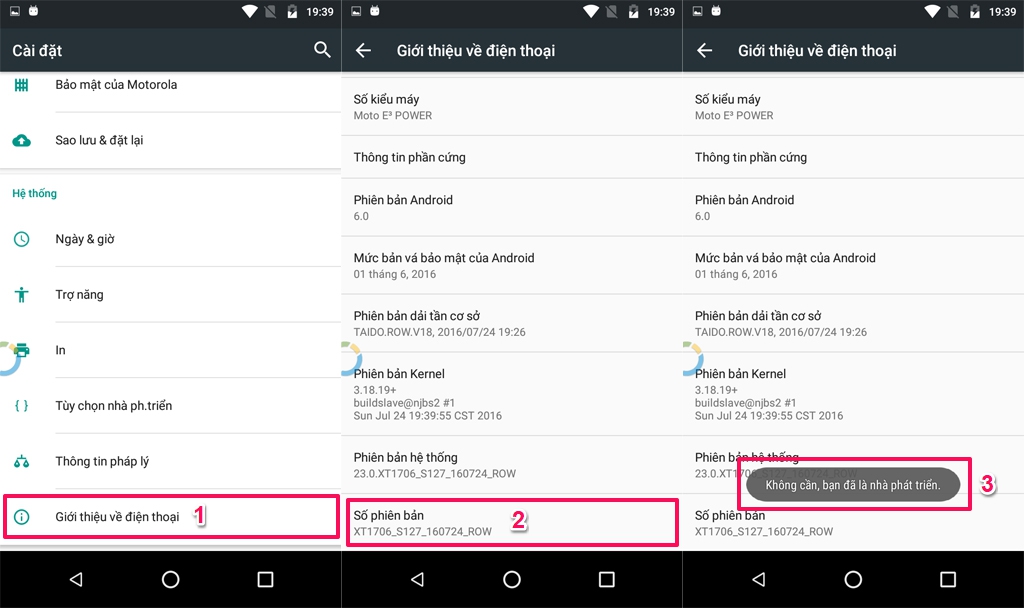 19:39
Cài đặt
Bảo mật của Motorola
Sao lưu & đặt lại
Hệ thống
Ngày & giờ
Trợ năng
In
Tùy chọn nhà ph.triển
Thông tin pháp lý
Giới thiệu về điện thoại
1
19:39
Giới thiệu về điện thoại
Số kiểu máy
Moto E³ POWER
Thông tin phần cứng
Phiên bản Android
6.0
Mức bản vá bảo mật của Android
01 tháng 6, 2016
Phiên bản dải tần cơ sở
TAIDO.ROW.V18, 2016/07/24 19:26
Phiên bản Kernel
3.18.19+
buildslave@njbs2 #1
Sun Jul 24 19:39:55 CST 2016
Phiên bản hệ thống
23.0.XT1706_S127_160724_ROW
Số phiên bản
XT1706_S127_160724_ROW
2
19:39
Giới thiệu về điện thoại
Số kiểu máy
Moto E³ POWER
Thông tin phần cứng
Phiên bản Android
6.0
Mức bản vá bảo mật của Android
01 tháng 6, 2016
Phiên bản dải tần cơ sở
TAIDO.ROW.V18, 2016/07/24 19:26
Phiên bản Kernel
3.18.19+
buildslave@njbs2 #1
Sun Jul 24 19:39:55 CST 2016
Phiên bản hệ thống
23.0.XT1706_S127_160724_ROW
Không cần, bạn đã là nhà phát triển.
3
Số phiên bản
XT1706_S127_160724_ROW